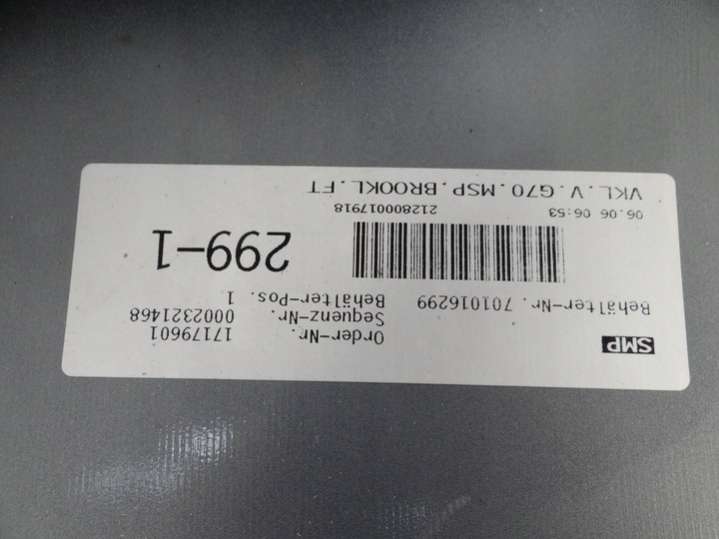 SMP
Order-Nr. 17179601
Sequenz-Nr. 0002321468
Behälter-Nr. 701016299 Behälter-Pos. 1
299-1
06.06 06:53 212800017918
VKL.V.G70.MSP.BROOKL.FT